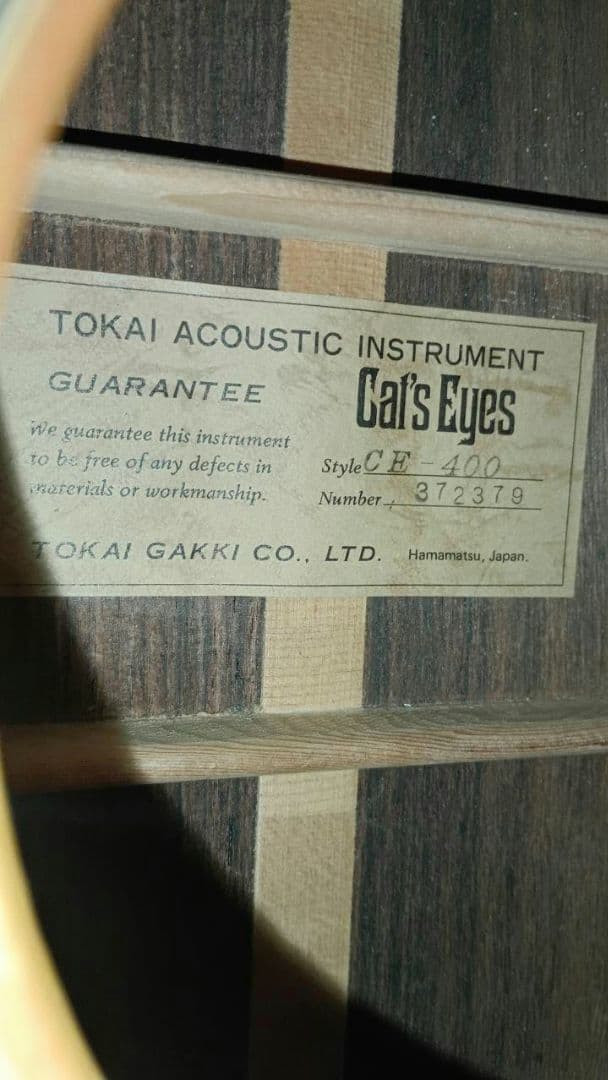 TOKAI ACOUSTIC INSTRUMENT
GUARANTEE
Cat's Eyes
We guarantee this instrument
to be free of any defects in
materials or workmanship.
Style CE-400
Number 372379
TOKAI GAKKI CO., LTD. Hamamatsu, Japan.